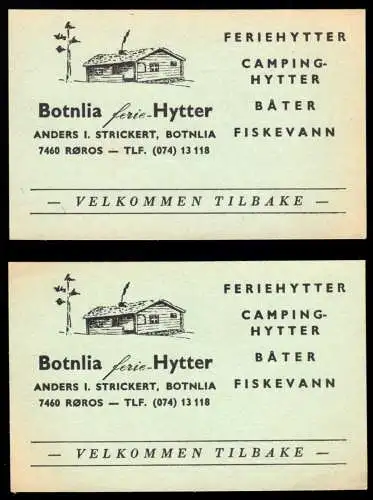 FERIEHYTTER
CAMPING-
HYTTER
BÅTER
FISKEVANN
Botnlia ferie-Hytter
ANDERS I. STRICKERT, BOTNLIA
7460 RØROS — TLF. (074) 13 118
— VELKOMMEN TILBAKE —
FERIEHYTTER
CAMPING-
HYTTER
BÅTER
FISKEVANN
Botnlia ferie-Hytter
ANDERS I. STRICKERT, BOTNLIA
7460 RØROS — TLF. (074) 13 118
— VELKOMMEN TILBAKE —